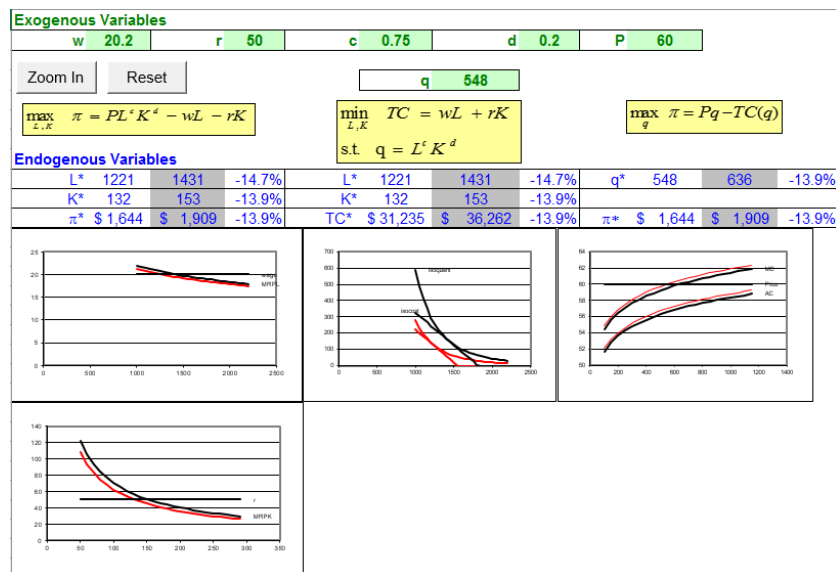 Exogenous Variables
w 20.2 r 50 c 0.75 d 0.2 P 60
Zoom In Reset
q 548
max L,K π = PL^c K^d − wL − rK
min L,K TC = wL + rK
s.t. q = L^c K^d
max q π = Pq − TC(q)
Endogenous Variables
L* 1221 1431 -14.7% L* 1221 1431 -14.7% q* 548 636 -13.9%
K* 132 153 -13.9% K* 132 153 -13.9%
π* $ 1,644 $ 1,909 -13.9% TC* $ 31,235 $ 36,262 -13.9% π* $ 1,644 $ 1,909 -13.9%
25
20
15
10
5
0
0 500 1000 1500 2000 2500
MRPL
700
600
500
400
300
200
100
0
0 500 1000 1500 2000 2500
isoquant
isocost
64
62
60
58
56
54
52
50
0 200 400 600 800 1000 1200 1400
MC
AC
140
120
100
80
60
40
20
0
0 50 100 150 200 250 300 350
r
MRPK